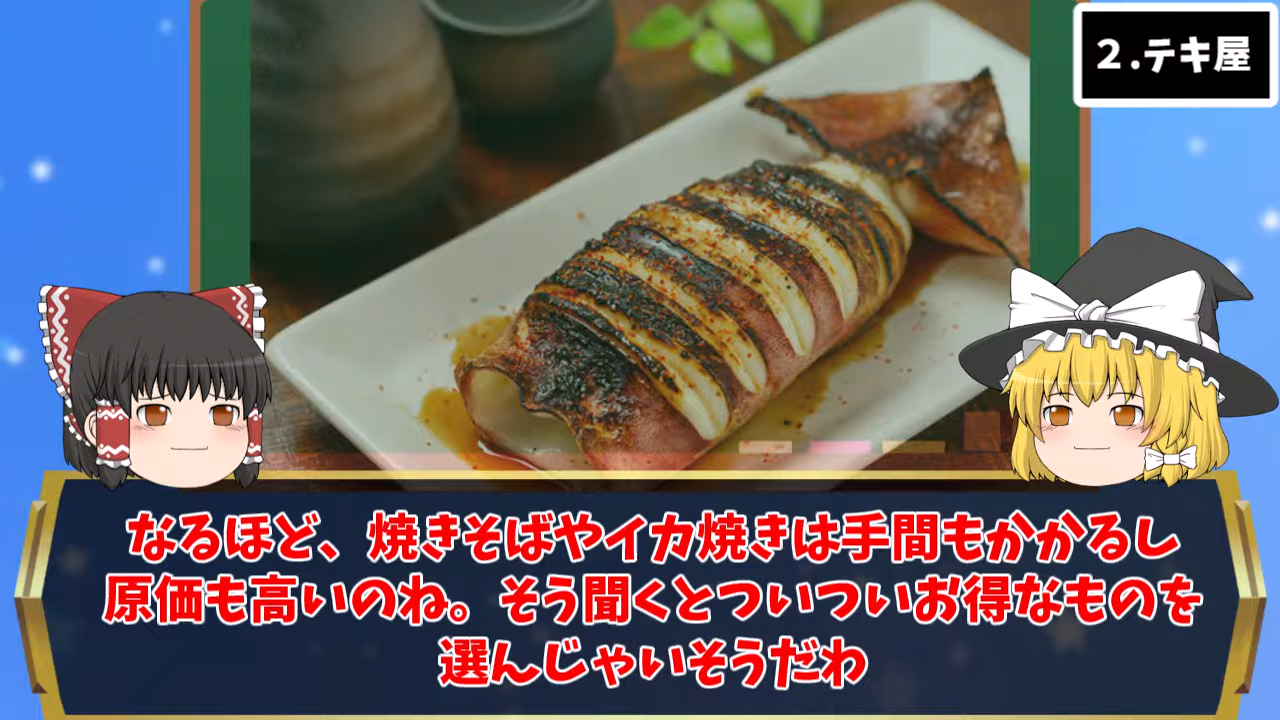 2.テキ屋
なるほど、焼きそばやイカ焼きは手間もかかるし
原価も高いのね。そう聞くとついついお得なものを
選んじゃいそうだわ